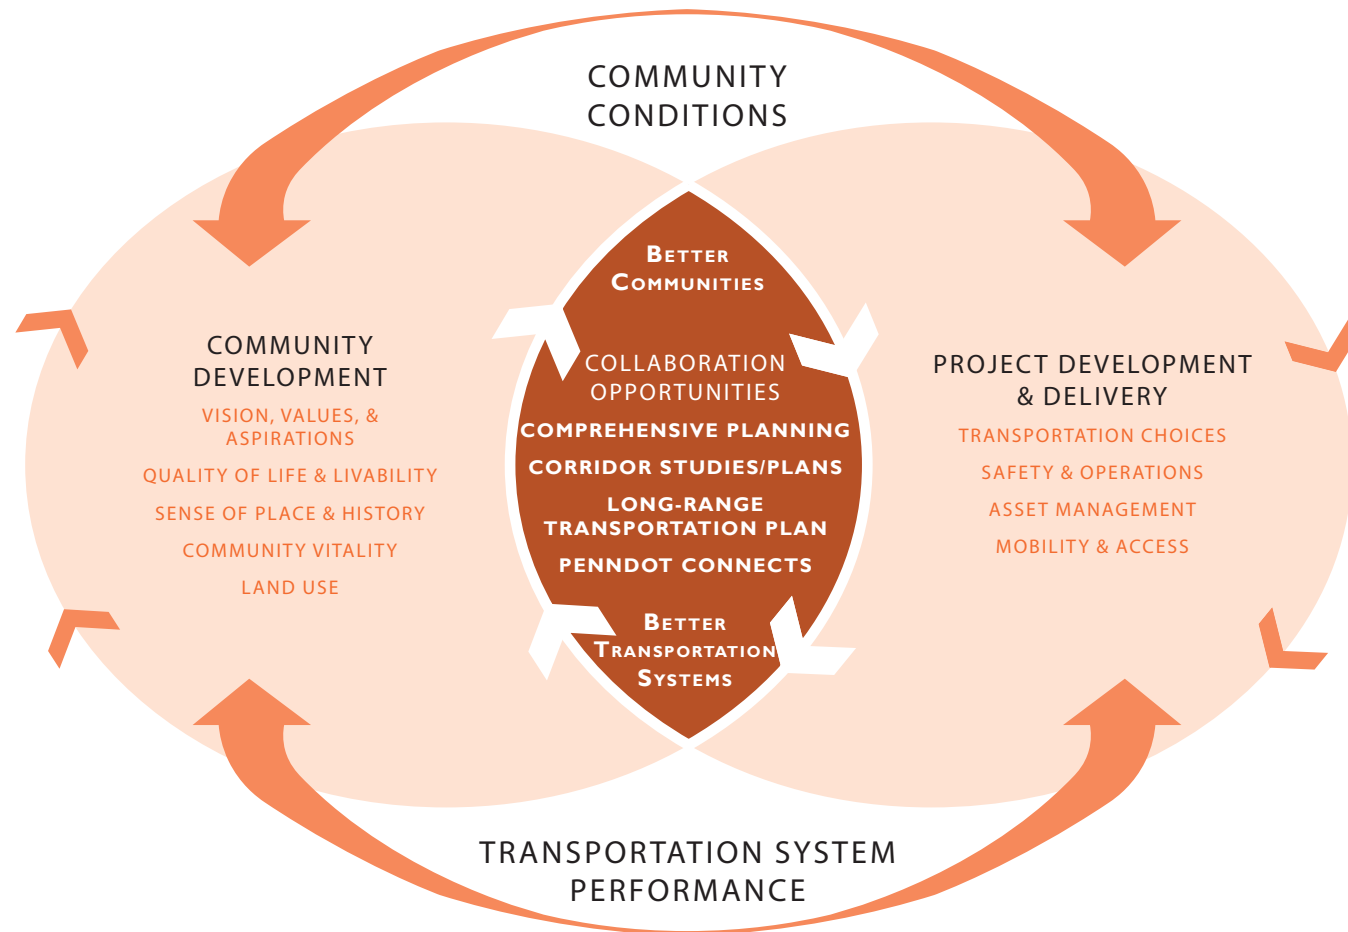 COMMUNITY
CONDITIONS
BETTER
COMMUNITIES
COLLABORATION
OPPORTUNITIES
COMPREHENSIVE PLANNING
CORRIDOR STUDIES/PLANS
LONG-RANGE
TRANSPORTATION PLAN
PENNDOT CONNECTS
BETTER
TRANSPORTATION
SYSTEMS
COMMUNITY
DEVELOPMENT
VISION, VALUES, &
ASPIRATIONS
QUALITY OF LIFE & LIVABILITY
SENSE OF PLACE & HISTORY
COMMUNITY VITALITY
LAND USE
PROJECT DEVELOPMENT
& DELIVERY
TRANSPORTATION CHOICES
SAFETY & OPERATIONS
ASSET MANAGEMENT
MOBILITY & ACCESS
TRANSPORTATION SYSTEM
PERFORMANCE